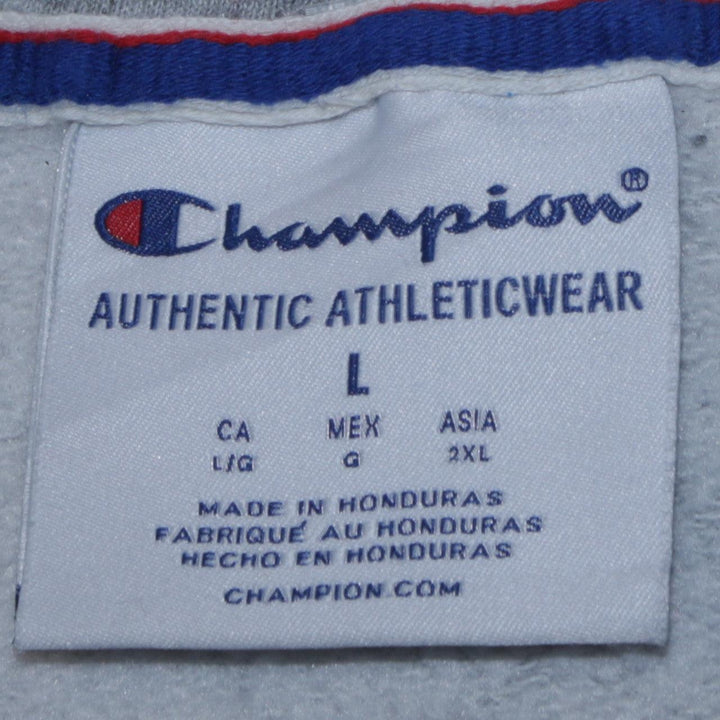 Champion®
AUTHENTIC ATHLETICWEAR
L
CA MEX ASIA
L/G G 2XL
MADE IN HONDURAS
FABRIQUÉ AU HONDURAS
HECHO EN HONDURAS
CHAMPION.COM